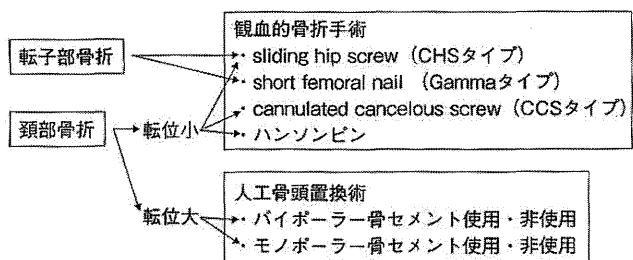 観血的骨折手術
転子部骨折
・sliding hip screw（CHSタイプ）
・short femoral nail （Gammaタイプ）
・cannulated cancelous screw（CCSタイプ）
頚部骨折
転位小
・ハンソンピン
人工骨頭置換術
転位大
・バイポーラー骨セメント使用・非使用
・モノポーラー骨セメント使用・非使用